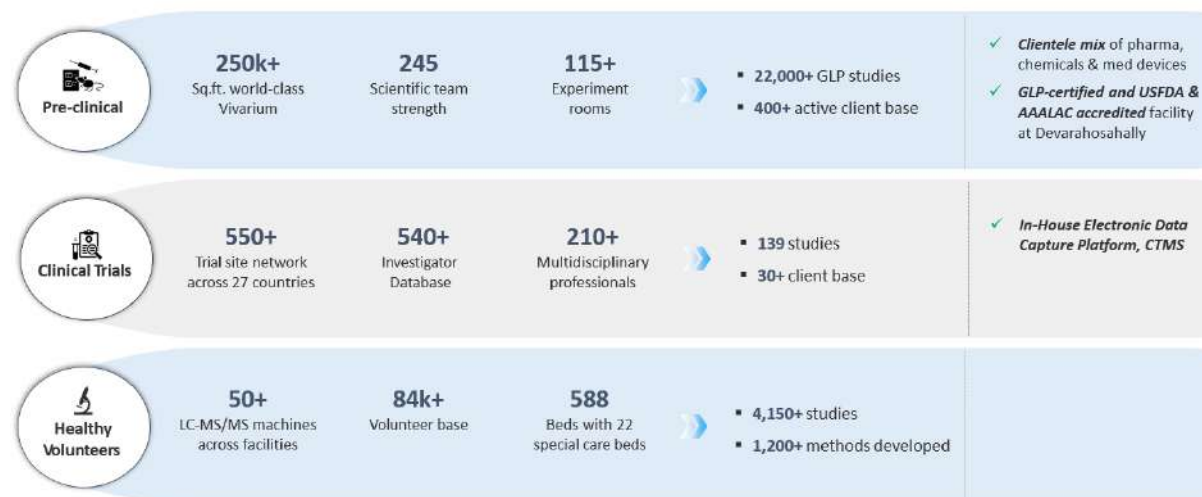 Pre-clinical
250k+
Sq.ft. world-class
Vivarium
245
Scientific team
strength
115+
Experiment
rooms
▪ 22,000+ GLP studies
▪ 400+ active client base
✓ Clientele mix of pharma,
chemicals & med devices
✓ GLP-certified and USFDA &
AAALAC accredited facility
at Devarahosahally
Clinical Trials
550+
Trial site network
across 27 countries
540+
Investigator
Database
210+
Multidisciplinary
professionals
▪ 139 studies
▪ 30+ client base
✓ In-House Electronic Data
Capture Platform, CTMS
Healthy
Volunteers
50+
LC-MS/MS machines
across facilities
84k+
Volunteer base
588
Beds with 22
special care beds
▪ 4,150+ studies
▪ 1,200+ methods developed